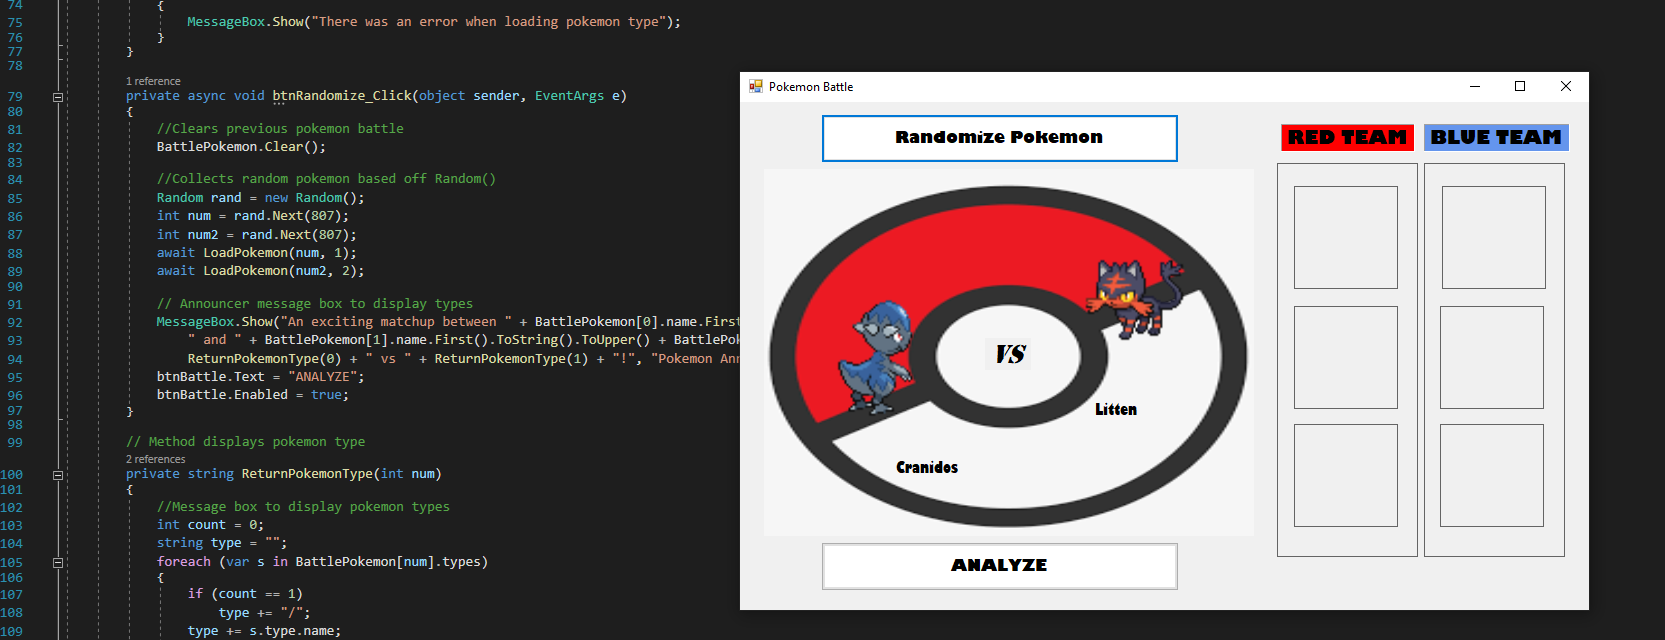 74 {
75 MessageBox.Show("There was an error when loading pokemon type");
76 }
77 }
78
1 reference
79 private async void btnRandomize_Click(object sender, EventArgs e)
80 {
81 //Clears previous pokemon battle
82 BattlePokemon.Clear();
83
84 //Collects random pokemon based off Random()
85 Random rand = new Random();
86 int num = rand.Next(807);
87 int num2 = rand.Next(807);
88 await LoadPokemon(num, 1);
89 await LoadPokemon(num2, 2);
90
91 // Announcer message box to display types
92 MessageBox.Show("An exciting matchup between " + BattlePokemon[0].name.First
93 " and " + BattlePokemon[1].name.First().ToString().ToUpper() + BattlePok
94 ReturnPokemonType(0) + " vs " + ReturnPokemonType(1) + "!", "Pokemon Ann
95 btnBattle.Text = "ANALYZE";
96 btnBattle.Enabled = true;
97 }
98
99 // Method displays pokemon type
2 references
100 private string ReturnPokemonType(int num)
101 {
102 //Message box to display pokemon types
103 int count = 0;
104 string type = "";
105 foreach (var s in BattlePokemon[num].types)
106 {
107 if (count == 1)
108 type += "/";
109 type += s.type.name;
Pokemon Battle
Randomize Pokemon
RED TEAM
BLUE TEAM
VS
Litten
Cranidos
ANALYZE